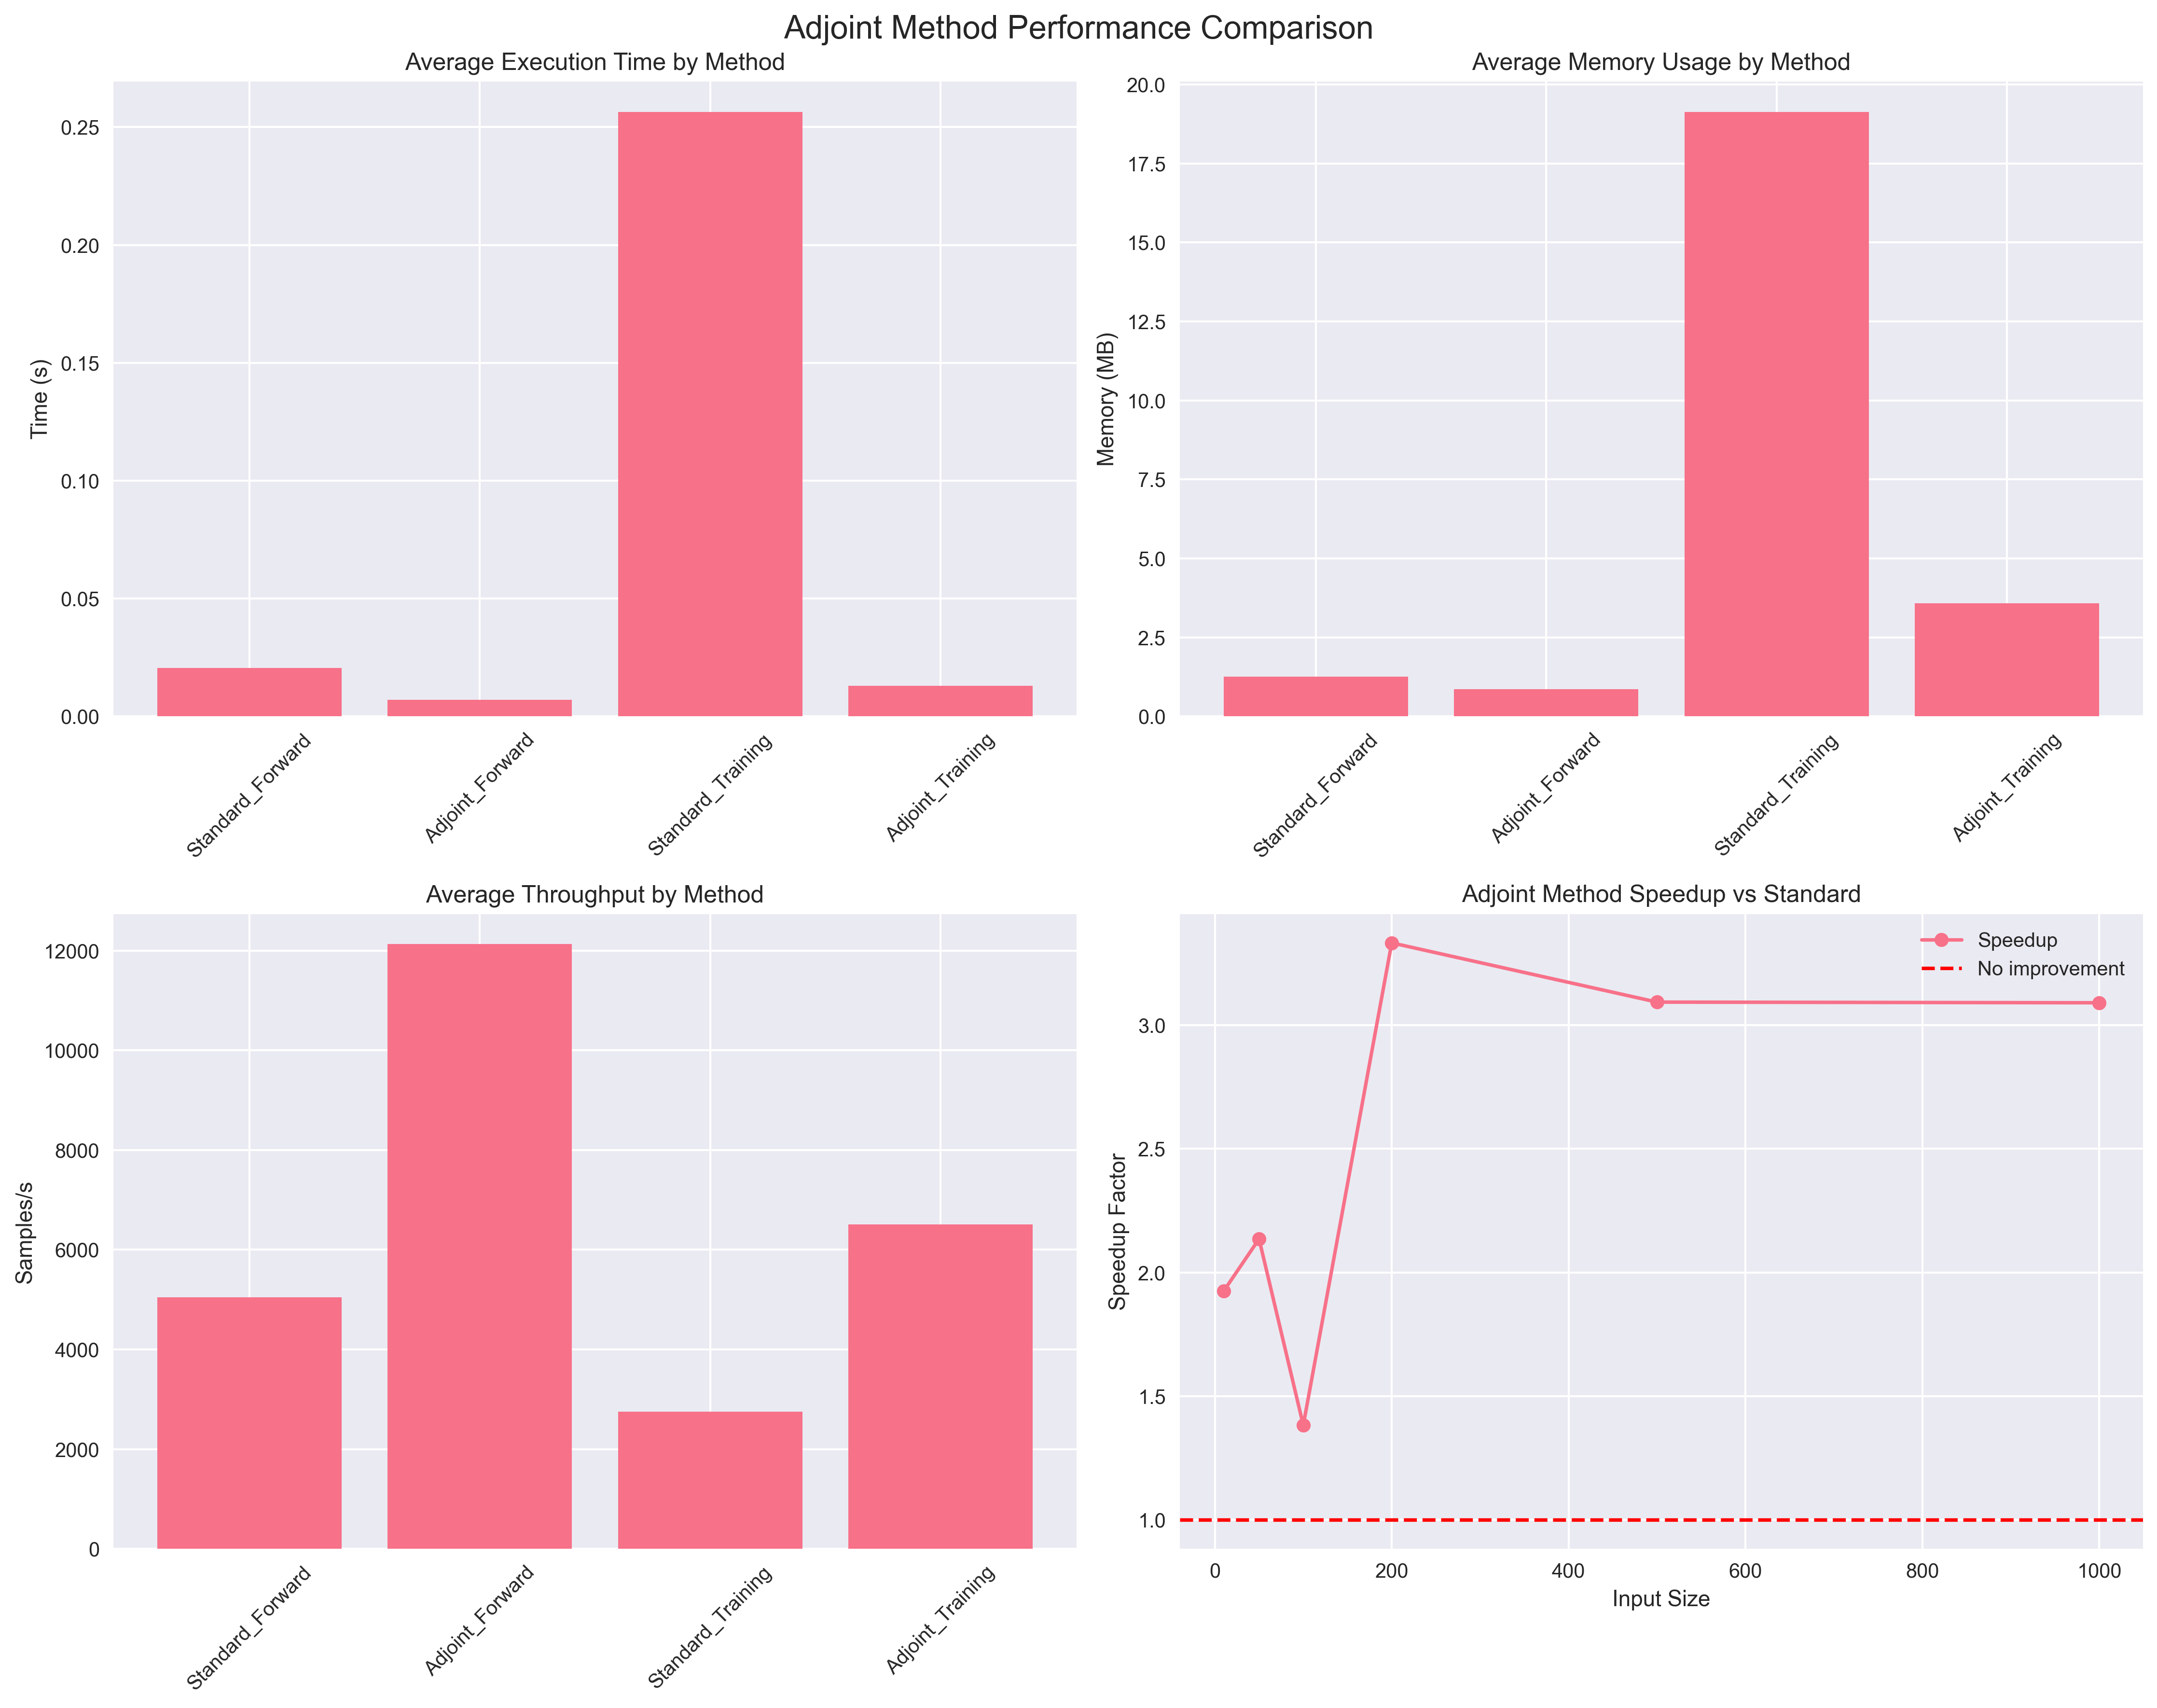 Adjoint Method Performance Comparison
Average Execution Time by Method
Time (s)
0.25
0.20
0.15
0.10
0.05
0.00
Standard_Forward
Adjoint_Forward
Standard_Training
Adjoint_Training
Average Memory Usage by Method
Memory (MB)
20.0
17.5
15.0
12.5
10.0
7.5
5.0
2.5
0.0
Standard_Forward
Adjoint_Forward
Standard_Training
Adjoint_Training
Average Throughput by Method
Samples/s
12000
10000
8000
6000
4000
2000
0
Standard_Forward
Adjoint_Forward
Standard_Training
Adjoint_Training
Adjoint Method Speedup vs Standard
Speedup
No improvement
Speedup Factor
3.0
2.5
2.0
1.5
1.0
0 200 400 600 800 1000
Input Size